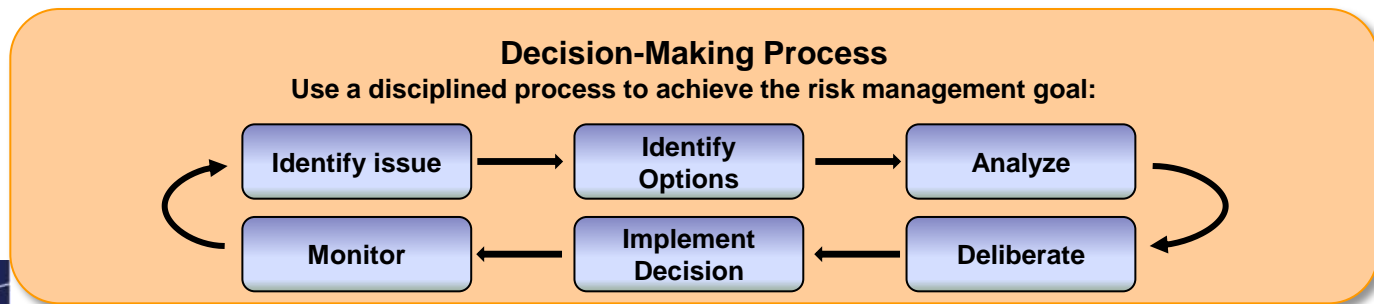 Decision-Making Process
Use a disciplined process to achieve the risk management goal:
Identify issue
Identify
Options
Analyze
Monitor
Implement
Decision
Deliberate